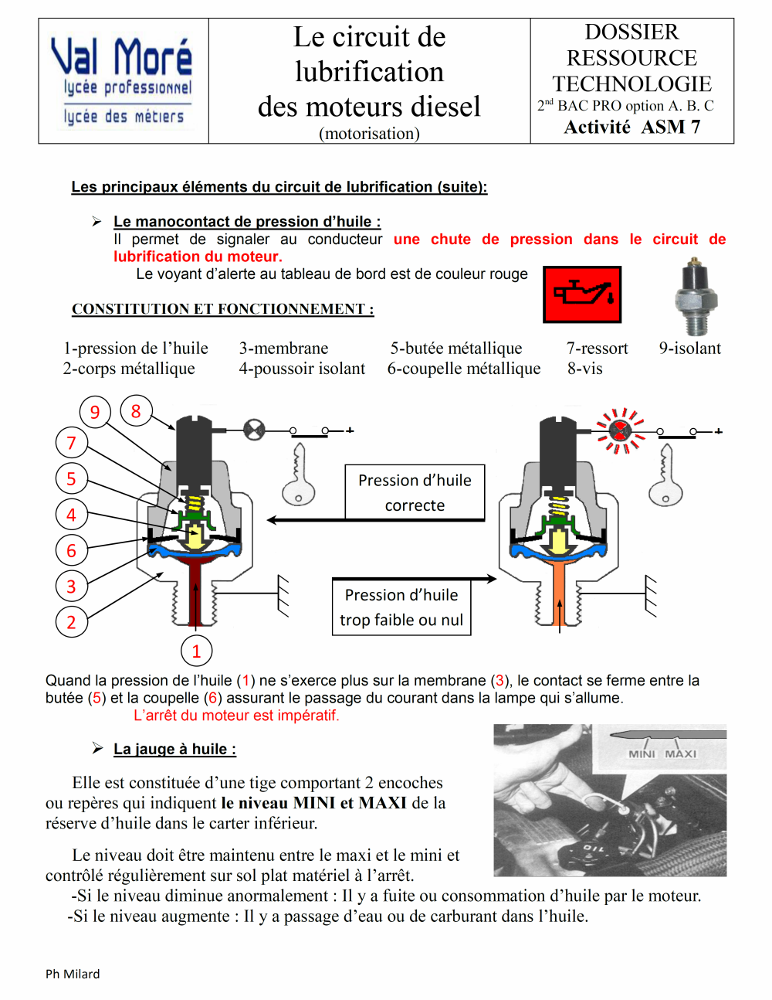 Val Moré
lycée professionnel
lycée des métiers
Le circuit de
lubrification
des moteurs diesel
(motorisation)
DOSSIER
RESSOURCE
TECHNOLOGIE
2nd BAC PRO option A. B. C
Activité ASM 7
Les principaux éléments du circuit de lubrification (suite):
➢ Le manocontact de pression d’huile :
Il permet de signaler au conducteur une chute de pression dans le circuit de
lubrification du moteur.
Le voyant d’alerte au tableau de bord est de couleur rouge
CONSTITUTION ET FONCTIONNEMENT :
1-pression de l’huile 3-membrane 5-butée métallique 7-ressort 9-isolant
2-corps métallique 4-poussoir isolant 6-coupelle métallique 8-vis
9 8
7
5
4
6
3
2
1
+
+
Pression d’huile
correcte
Pression d’huile
trop faible ou nul
Quand la pression de l’huile (1) ne s’exerce plus sur la membrane (3), le contact se ferme entre la
butée (5) et la coupelle (6) assurant le passage du courant dans la lampe qui s’allume.
L’arrêt du moteur est impératif.
➢ La jauge à huile :
MINI MAXI
OIL
Elle est constituée d’une tige comportant 2 encoches
ou repères qui indiquent le niveau MINI et MAXI de la
réserve d’huile dans le carter inférieur.
Le niveau doit être maintenu entre le maxi et le mini et
contrôlé régulièrement sur sol plat matériel à l’arrêt.
-Si le niveau diminue anormalement : Il y a fuite ou consommation d’huile par le moteur.
-Si le niveau augmente : Il y a passage d’eau ou de carburant dans l’huile.
Ph Milard